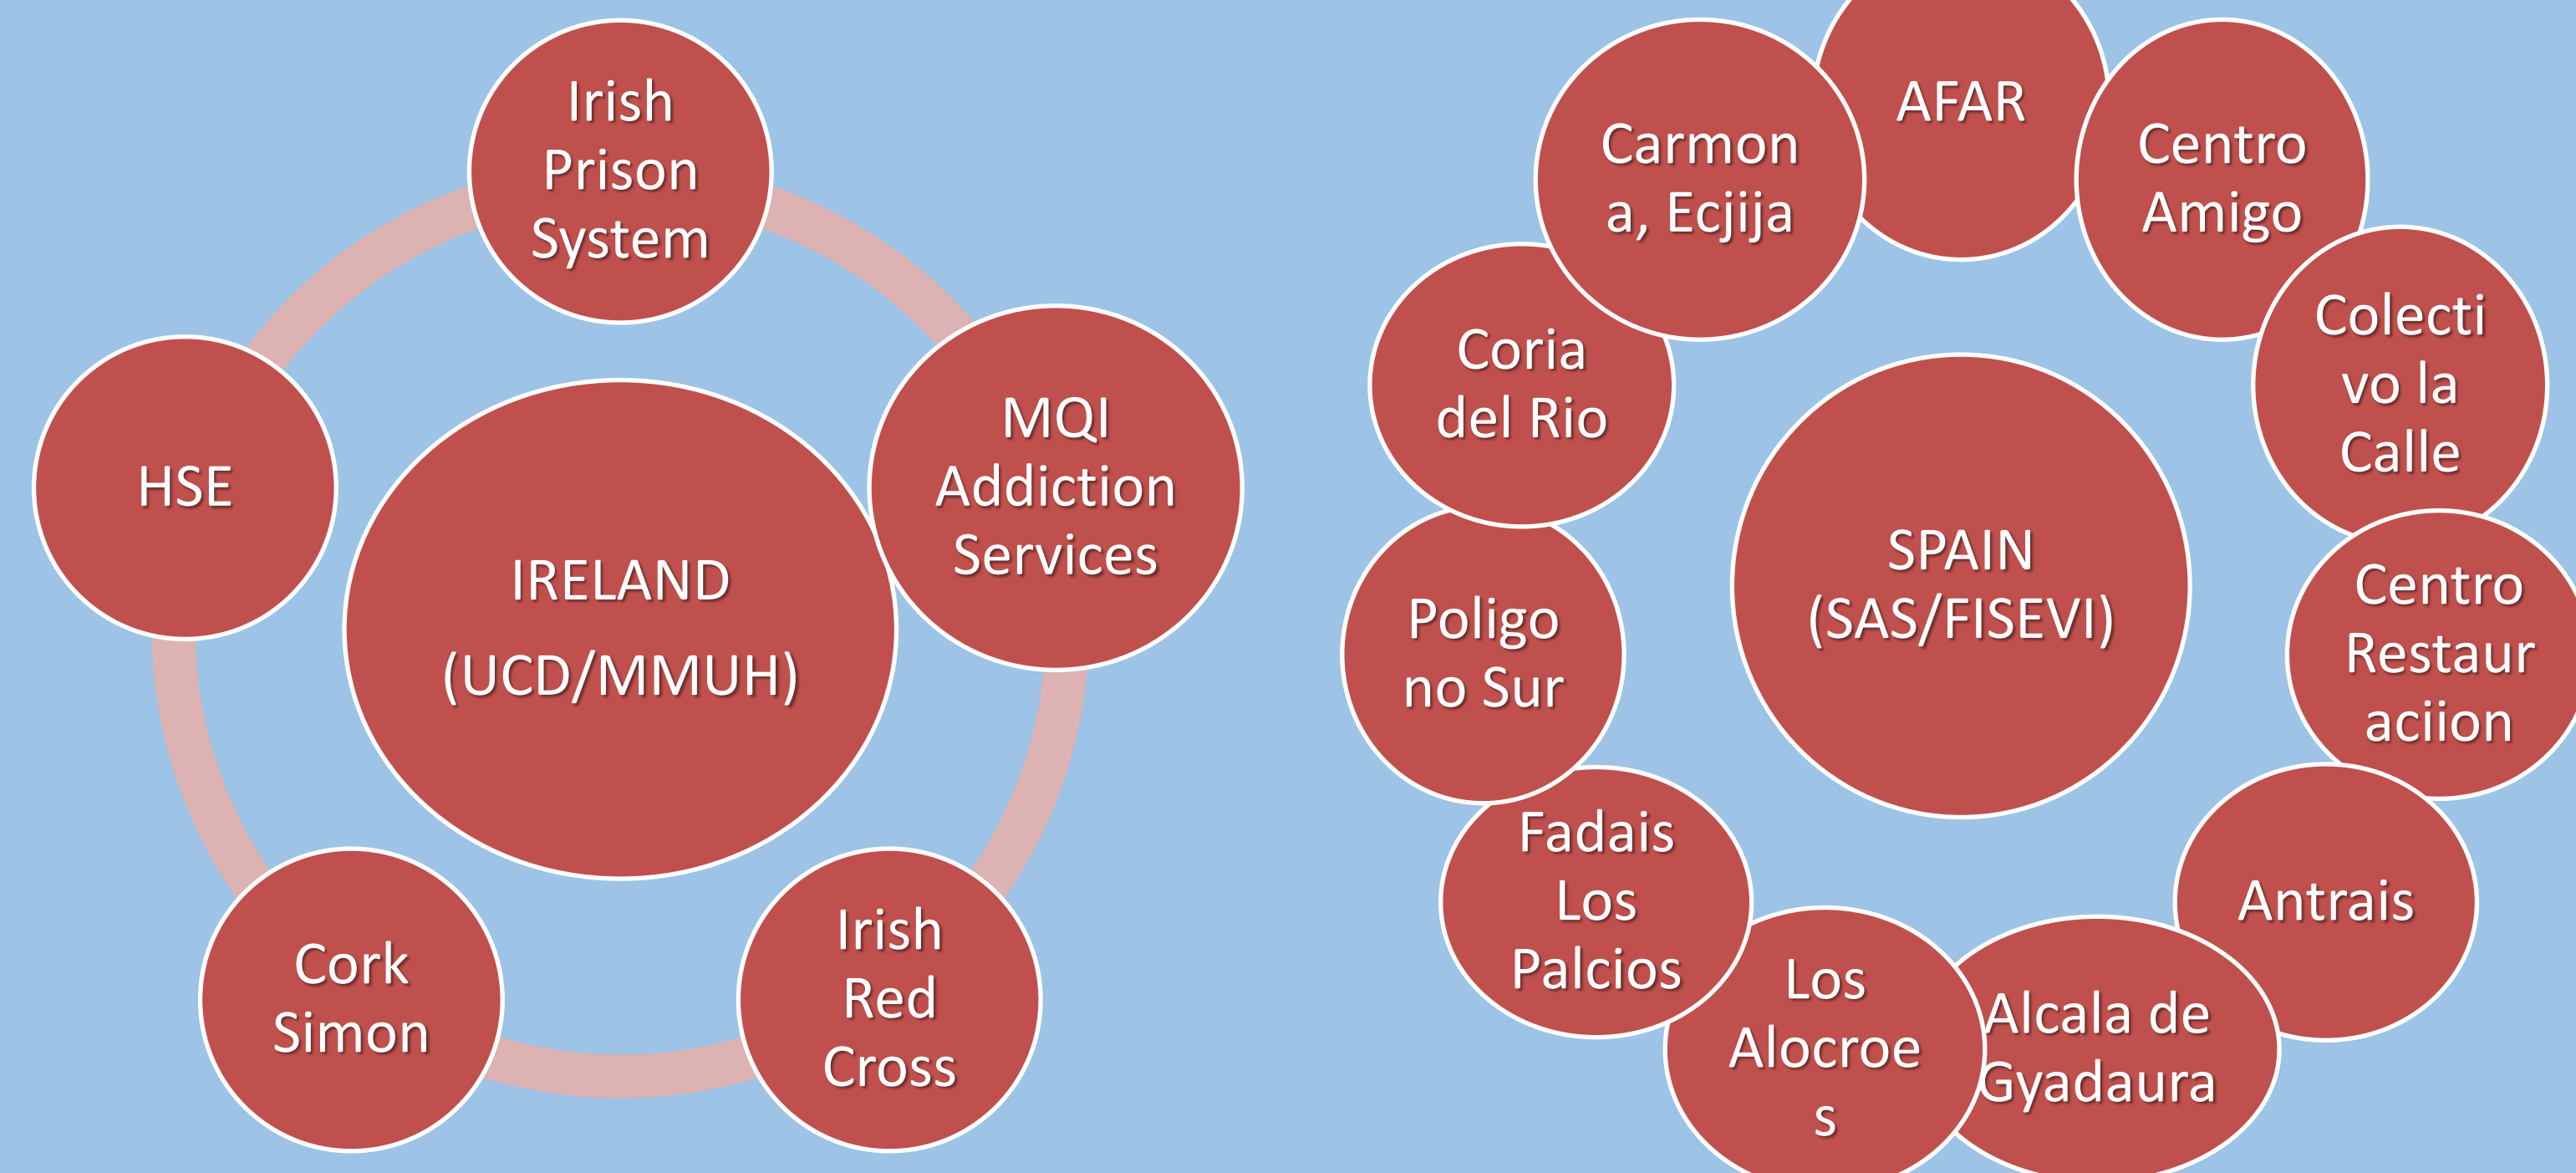 Irish
Prison
System
MQI
Addiction
Services
Irish
Red
Cross
Cork
Simon
HSE
IRELAND
(UCD/MMUH)
AFAR
Centro
Amigo
Colecti
vo la
Calle
Centro
Restaur
aciion
Antrais
Alcala de
Gyadaura
Los
Alocroe
s
Fadais
Los
Palcios
Poligo
no Sur
Coria
del Rio
Carmon
a, Ecjija
SPAIN
(SAS/FISEVI)